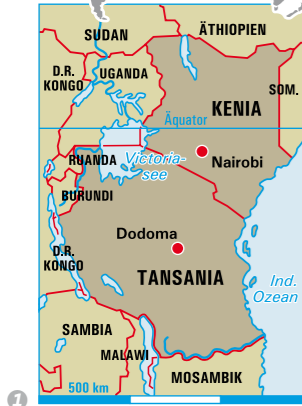 SUDAN
ÄTHIOPIEN
D.R.
KONGO
UGANDA
KENIA
SOM.
Äquator
RUANDA
Victoria-
see
Nairobi
BURUNDI
Dodoma
D.R.
KONGO
TANSANIA
Ind.
Ozean
SAMBIA
MALAWI
MOSAMBIK
500 km
1